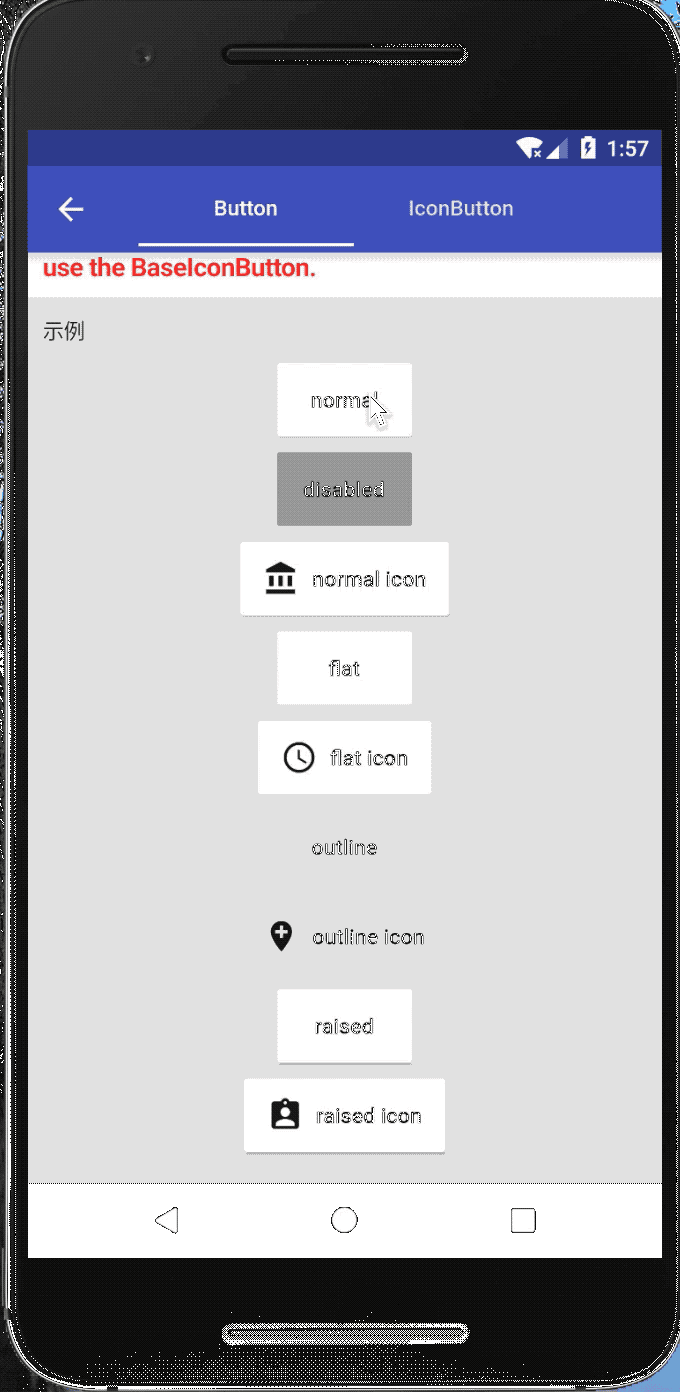 1:57
Button
IconButton
use the BaseIconButton.
示例
normal
disabled
normal icon
flat
flat icon
outline
outline icon
raised
raised icon